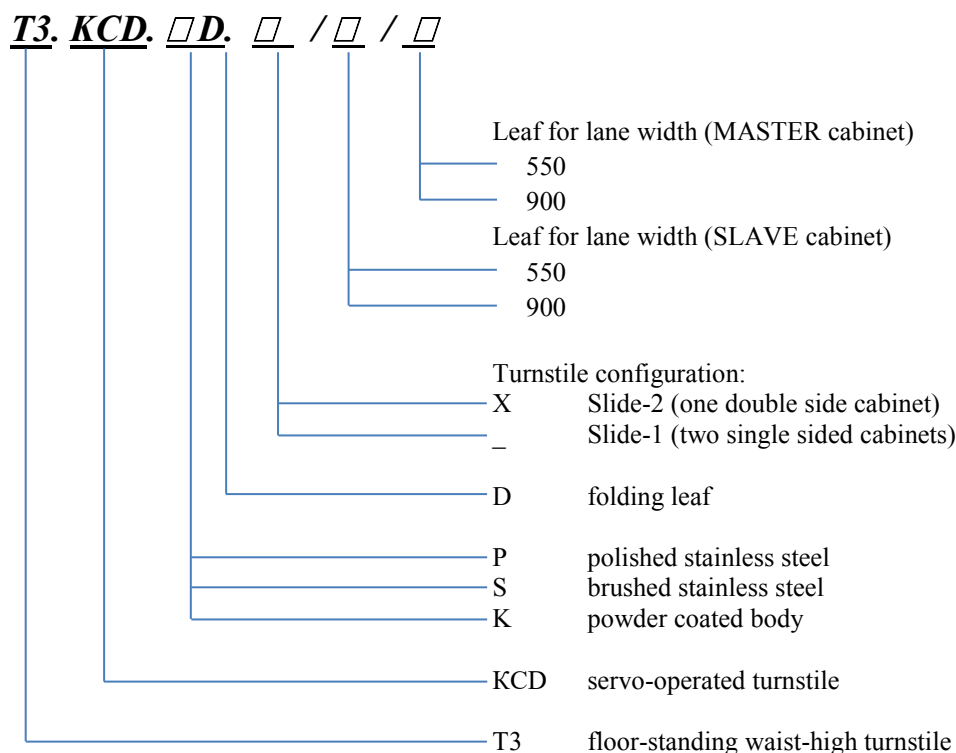 T3. KCD. □D. □ / □ / □
Leaf for lane width (MASTER cabinet)
550
900
Leaf for lane width (SLAVE cabinet)
550
900
Turnstile configuration:
X Slide-2 (one double side cabinet)
_ Slide-1 (two single sided cabinets)
D folding leaf
P polished stainless steel
S brushed stainless steel
K powder coated body
KCD servo-operated turnstile
T3 floor-standing waist-high turnstile